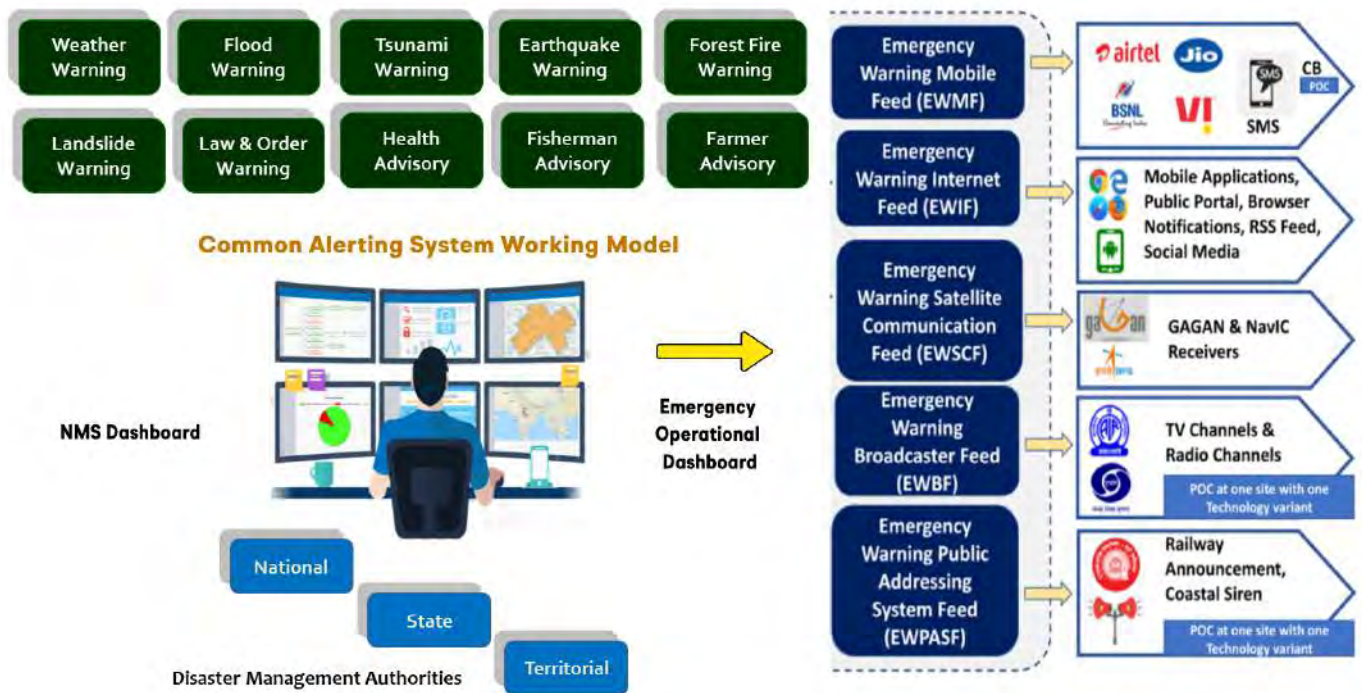 Weather
Warning
Flood
Warning
Tsunami
Warning
Earthquake
Warning
Forest Fire
Warning
Landslide
Warning
Law & Order
Warning
Health
Advisory
Fisherman
Advisory
Farmer
Advisory
Common Alerting System Working Model
NMS Dashboard
Emergency
Operational
Dashboard
National
State
Territorial
Disaster Management Authorities
Emergency
Warning Mobile
Feed (EWMF)
airtel
Jio
BSNL
Connecting India
VI
SMS
SMS
CB
POC
Emergency
Warning Internet
Feed (EWIF)
Mobile Applications,
Public Portal, Browser
Notifications, RSS Feed,
Social Media
Emergency
Warning Satellite
Communication
Feed (EWSCF)
gagan
GAGAN & NavIC
Receivers
Emergency
Warning
Broadcaster Feed
(EWBF)
TV Channels &
Radio Channels
POC at one site with one
Technology variant
Emergency
Warning Public
Addressing
System Feed
(EWPASF)
Railway
Announcement,
Coastal Siren
POC at one site with one
Technology variant